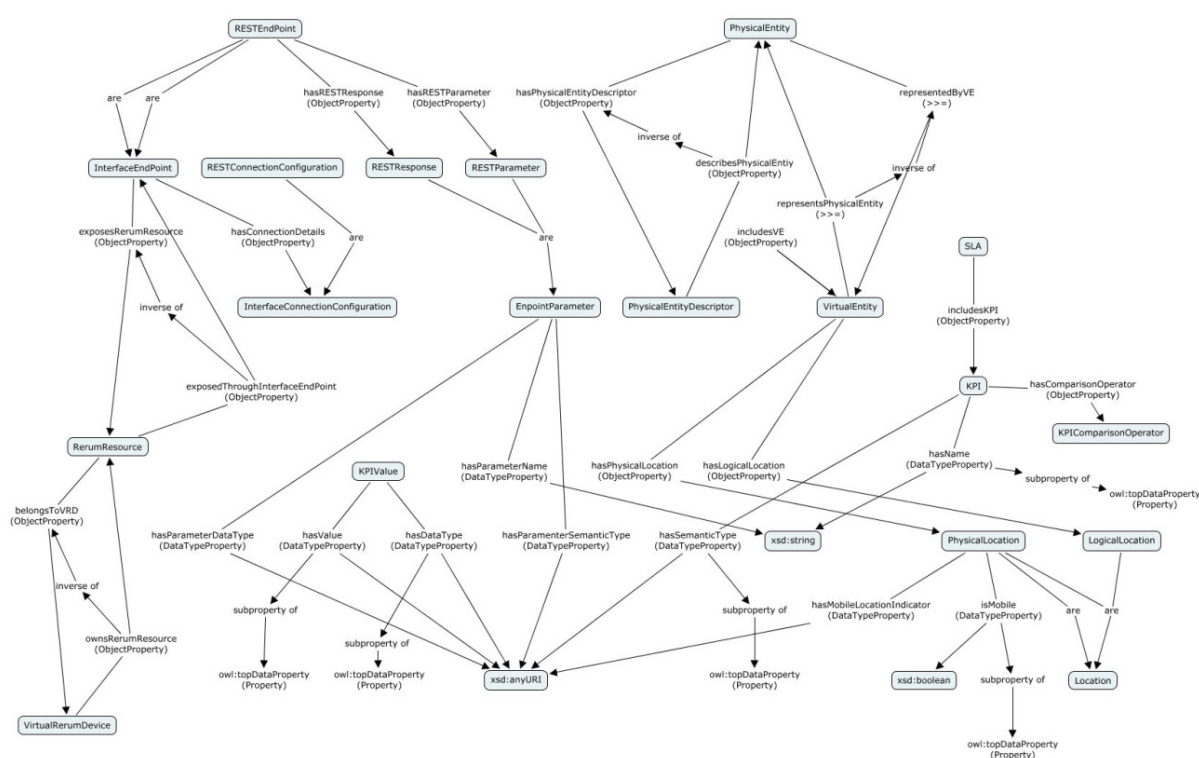 RESTEndPoint
PhysicalEntity
are
are
hasRESTResponse
(ObjectProperty)
hasRESTParameter
(ObjectProperty)
hasPhysicalEntityDescriptor
(ObjectProperty)
representedByVE
(>>=)
inverse of
InterfaceEndPoint
RESTConnectionConfiguration
RESTResponse
RESTParameter
describesPhysicalEntiy
(ObjectProperty)
inverse of
representsPhysicalEntity
(>>=)
exposesRerumResource
(ObjectProperty)
hasConnectionDetails
(ObjectProperty)
are
are
includesVE
(ObjectProperty)
SLA
inverse of
InterfaceConnectionConfiguration
EnpointParameter
PhysicalEntityDescriptor
VirtualEntity
includesKPI
(ObjectProperty)
exposedThroughInterfaceEndPoint
(ObjectProperty)
KPI
hasComparisonOperator
(ObjectProperty)
KPIComparisonOperator
RerumResource
KPIValue
hasParameterName
(DataTypeProperty)
hasPhysicalLocation
(ObjectProperty)
hasLogicalLocation
(ObjectProperty)
hasName
(DataTypeProperty)
subproperty of
owl:topDataProperty
(Property)
belongsToVRD
(ObjectProperty)
hasParameterDataType
(DataTypeProperty)
hasValue
(DataTypeProperty)
hasDataType
(DataTypeProperty)
hasParamenterSemanticType
(DataTypeProperty)
hasSemanticType
(DataTypeProperty)
xsd:string
PhysicalLocation
LogicalLocation
inverse of
subproperty of
subproperty of
hasMobileLocationIndicator
(DataTypeProperty)
isMobile
(DataTypeProperty)
are
are
ownsRerumResource
(ObjectProperty)
subproperty of
owl:topDataProperty
(Property)
owl:topDataProperty
(Property)
xsd:anyURI
owl:topDataProperty
(Property)
xsd:boolean
subproperty of
Location
VirtualRerumDevice
owl:topDataProperty
(Property)